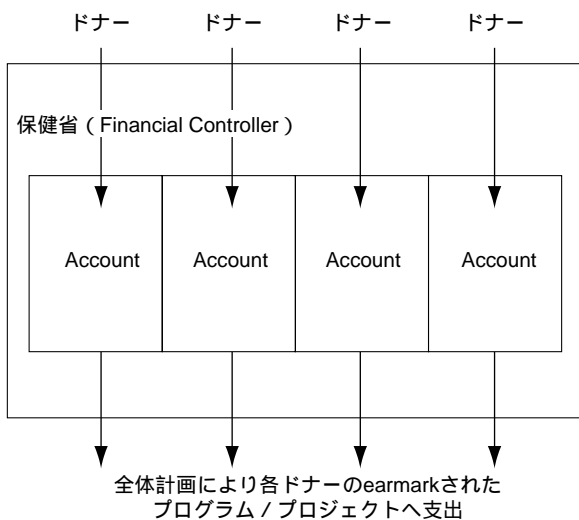 ドナー ドナー ドナー ドナー
保健省（Financial Controller）
Account Account Account Account
全体計画により各ドナーのearmarkされた
プログラム / プロジェクトへ支出